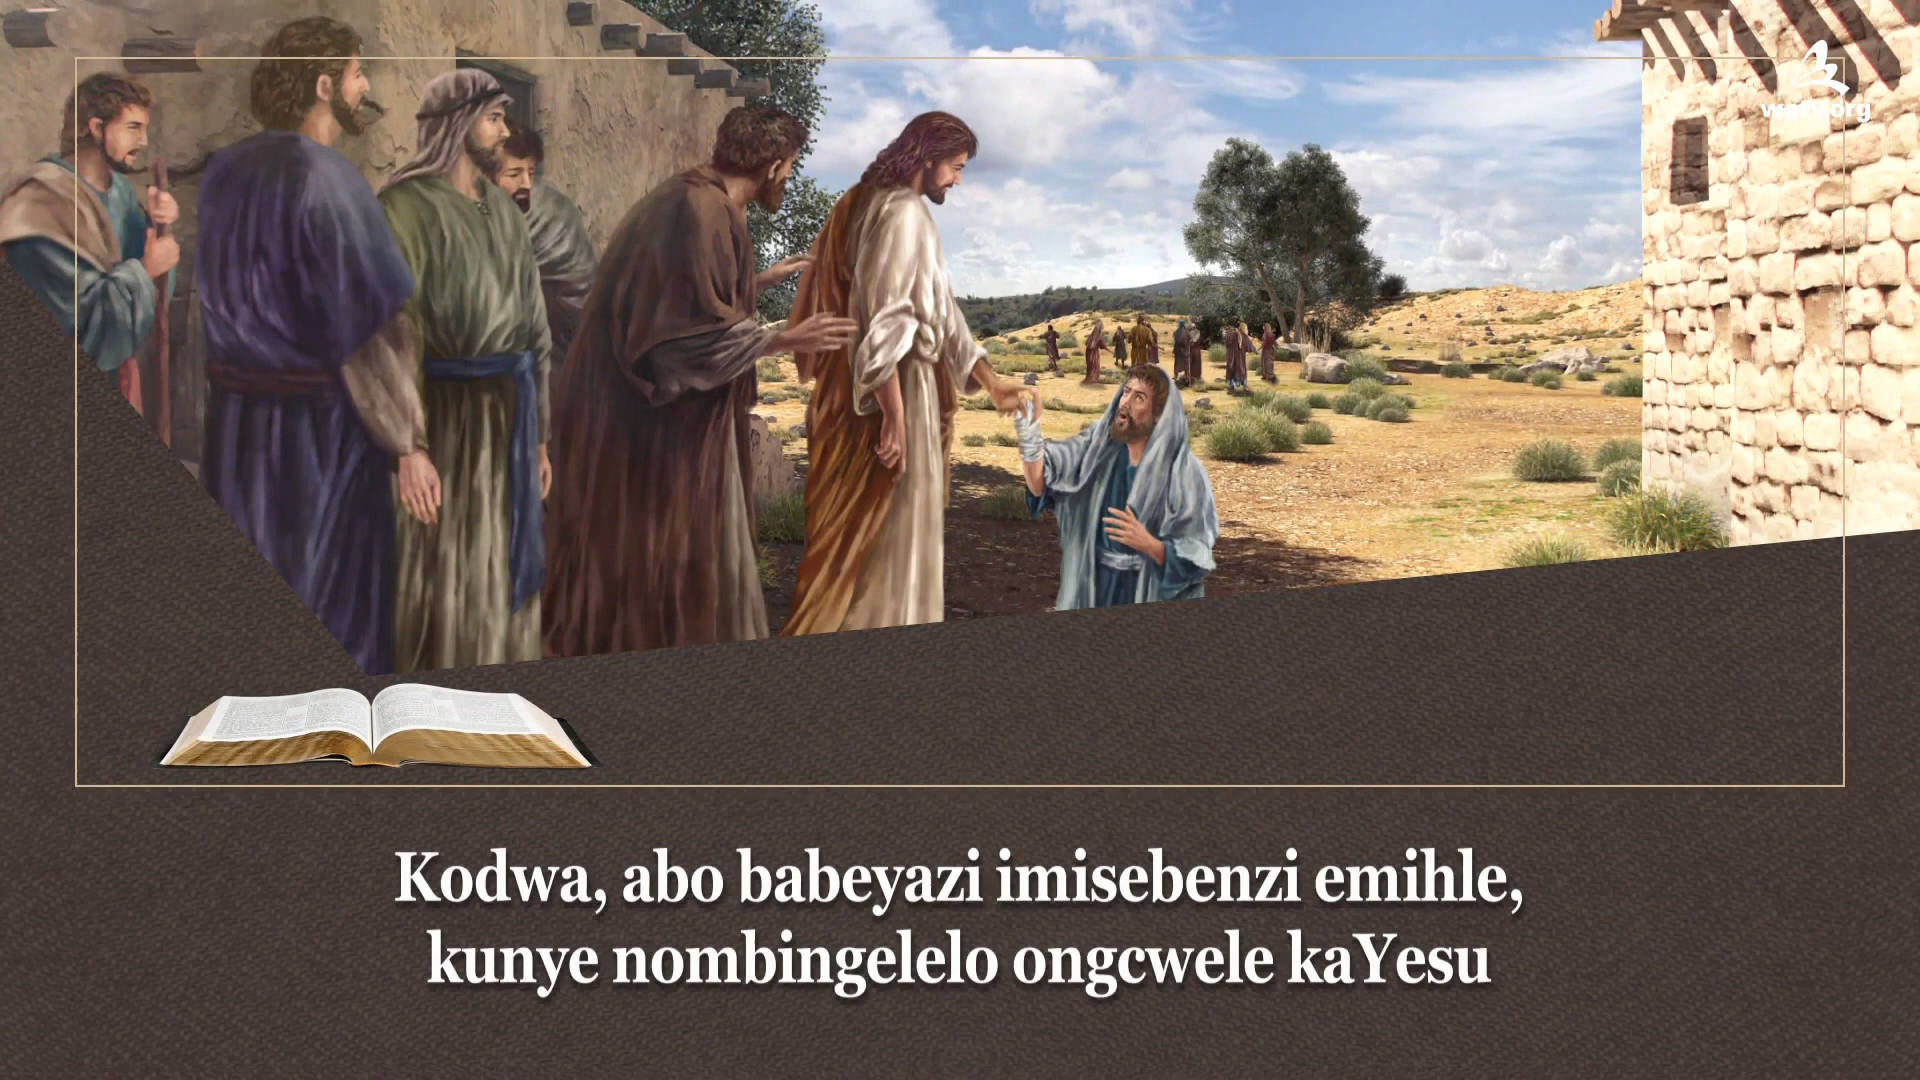 Kodwa, abo babeyazi imisebenzi emihle,
kunye nombingelelo ongcwele kaYesu